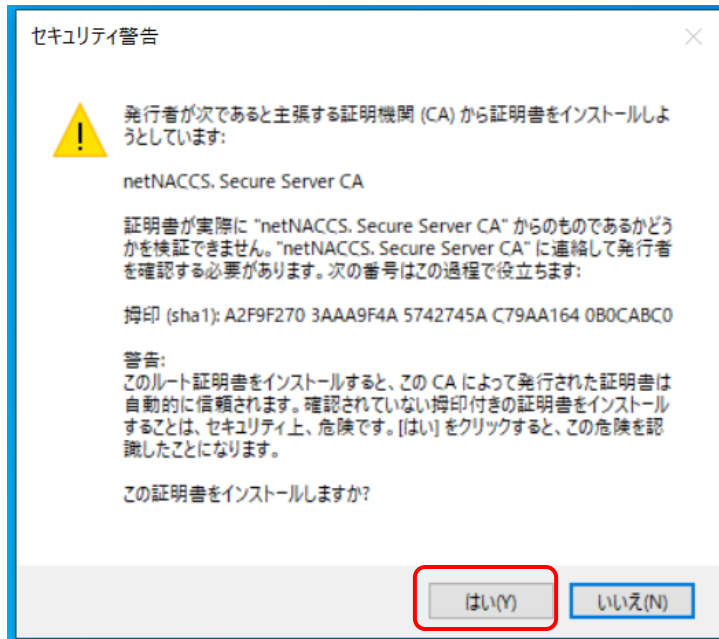 セキュリティ警告
発行者が次であると主張する証明機関 (CA) から証明書をインストールしよ
うとしています:
netNACCS. Secure Server CA
証明書が実際に "netNACCS. Secure Server CA" からのものであるかどう
かを検証できません。"netNACCS. Secure Server CA" に連絡して発行者
を確認する必要があります。次の番号はこの過程で役立ちます:
拇印 (sha1): A2F9F270 3AAA9F4A 5742745A C79AA164 0B0CABC0
警告:
このルート証明書をインストールすると、この CA によって発行された証明書は
自動的に信頼されます。確認されていない拇印付きの証明書をインストール
することは、セキュリティ上、危険です。[はい] をクリックすると、この危険を認
識したことになります。
この証明書をインストールしますか?
はい(Y)
いいえ(N)